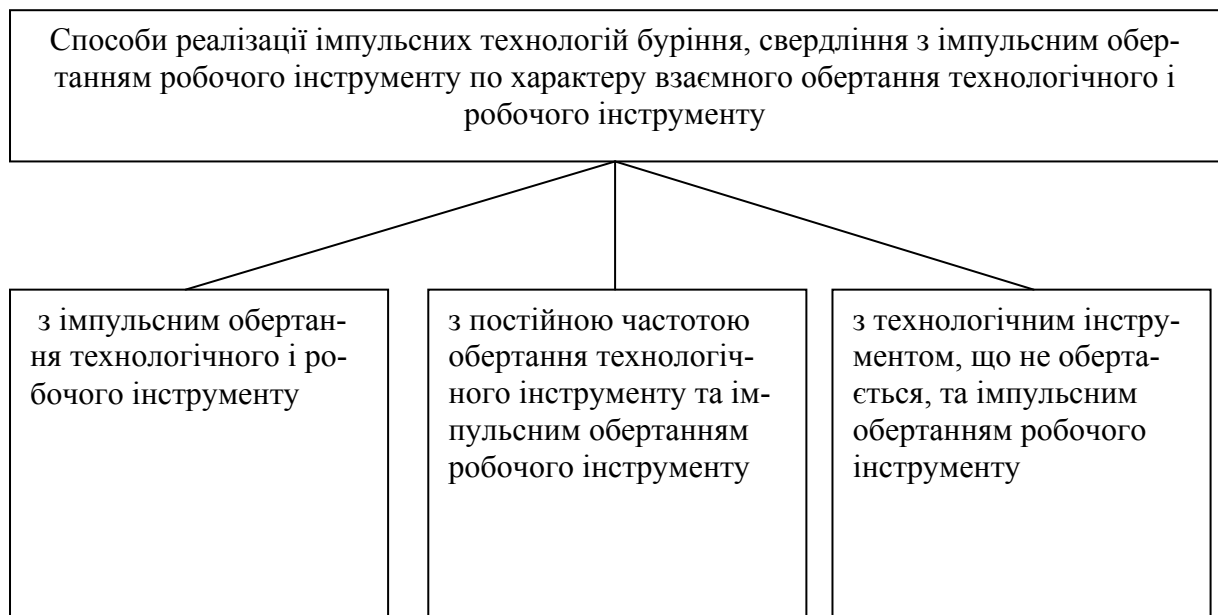 Способи реалізації імпульсних технологій буріння, свердління з імпульсним обер-
танням робочого інструменту по характеру взаємного обертання технологічного і
робочого інструменту
з імпульсним обертан-
ня технологічного і ро-
бочого інструменту
з постійною частотою
обертання технологіч-
ного інструменту та ім-
пульсним обертанням
робочого інструменту
з технологічним інстру-
ментом, що не оберта-
ється, та імпульсним
обертанням робочого
інструменту